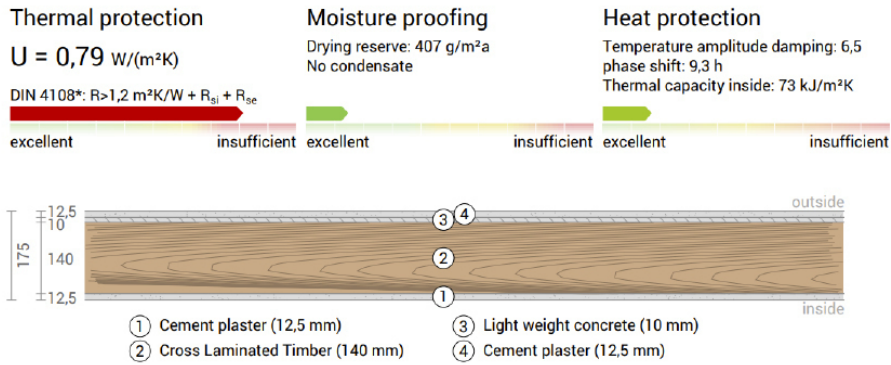 Thermal protection
U = 0,79 W/(m²K)
DIN 4108*: R>1,2 m²K/W + Rsi + Rse
excellent insufficient
Moisture proofing
Drying reserve: 407 g/m²a
No condensate
excellent insufficient
Heat protection
Temperature amplitude damping: 6,5
phase shift: 9,3 h
Thermal capacity inside: 73 kJ/m²K
excellent insufficient
outside
12,5
10
140
12,5
175
4
3
2
1
inside
1 Cement plaster (12,5 mm)
2 Cross Laminated Timber (140 mm)
3 Light weight concrete (10 mm)
4 Cement plaster (12,5 mm)